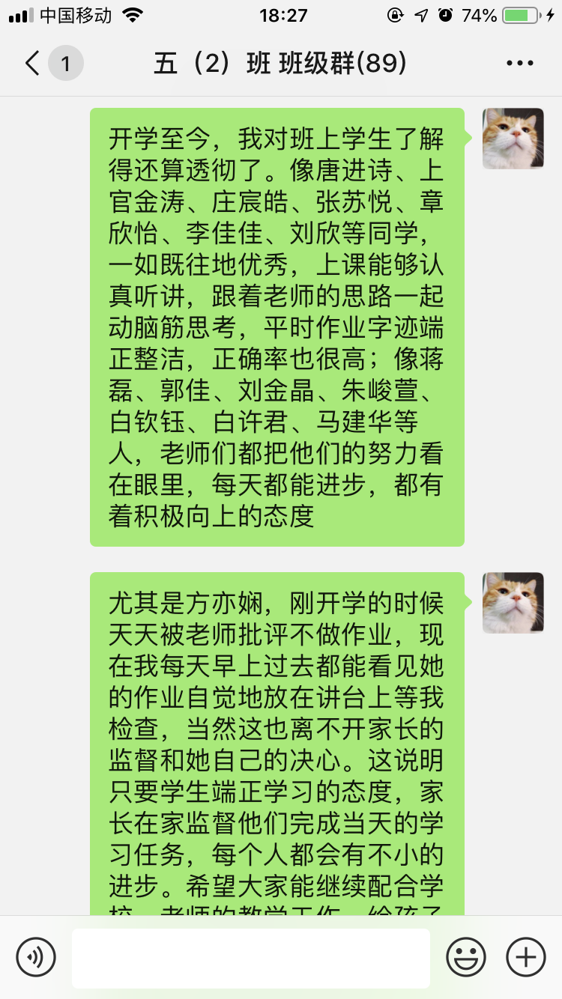 中国移动
18:27
74%
1
五（2）班 班级群(89)
开学至今，我对班上学生了解
得还算透彻了。像唐进诗、上
官金涛、庄宸皓、张苏悦、章
欣怡、李佳佳、刘欣等同学，
一如既往地优秀，上课能够认
真听讲，跟着老师的思路一起
动脑筋思考，平时作业字迹端
正整洁，正确率也很高；像蒋
磊、郭佳、刘金晶、朱峻萱、
白钦钰、白许君、马建华等
人，老师们都把他们的努力看
在眼里，每天都能进步，都有
着积极向上的态度
尤其是方亦娴，刚开学的时候
天天被老师批评不做作业，现
在我每天早上过去都能看见她
的作业自觉地放在讲台上等我
检查，当然这也离不开家长的
监督和她自己的决心。这说明
只要学生端正学习的态度，家
长在家监督他们完成当天的学
习任务，每个人都会有不小的
进步。希望大家能继续配合学
校、老师的教学工作，给孩子